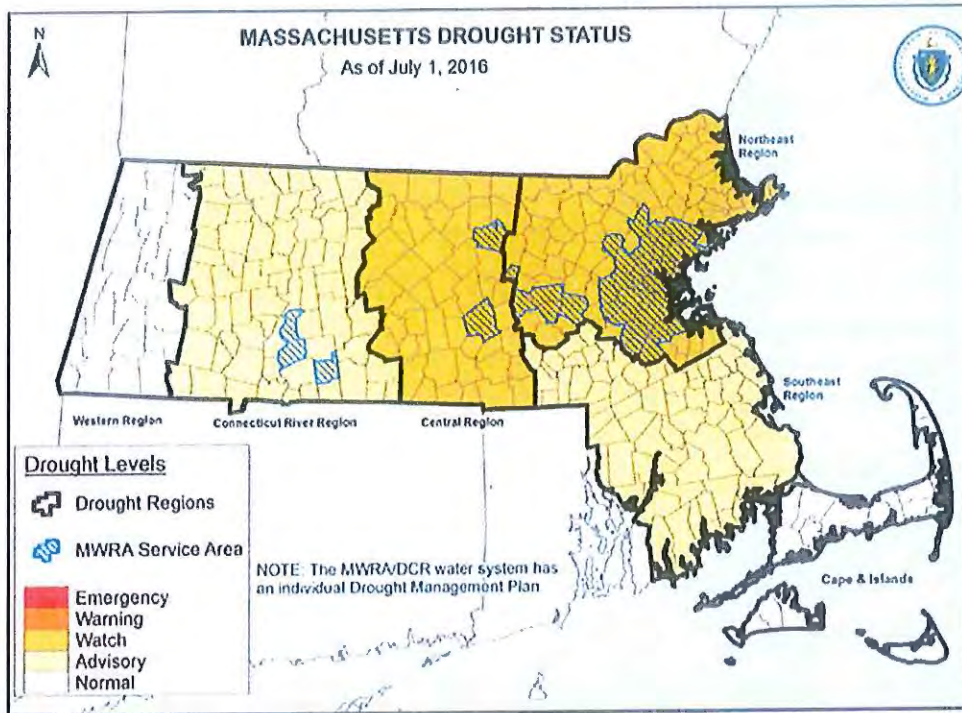 N
MASSACHUSETTS DROUGHT STATUS
As of July 1, 2016
Northeast
Region
Southeast
Region
Western Region
Connecticut River Region
Central Region
Cape & Islands
Drought Levels
Drought Regions
MWRA Service Area
Emergency
Warning
Watch
Advisory
Normal
NOTE: The MWRA/DCR water system has
an individual Drought Management Plan